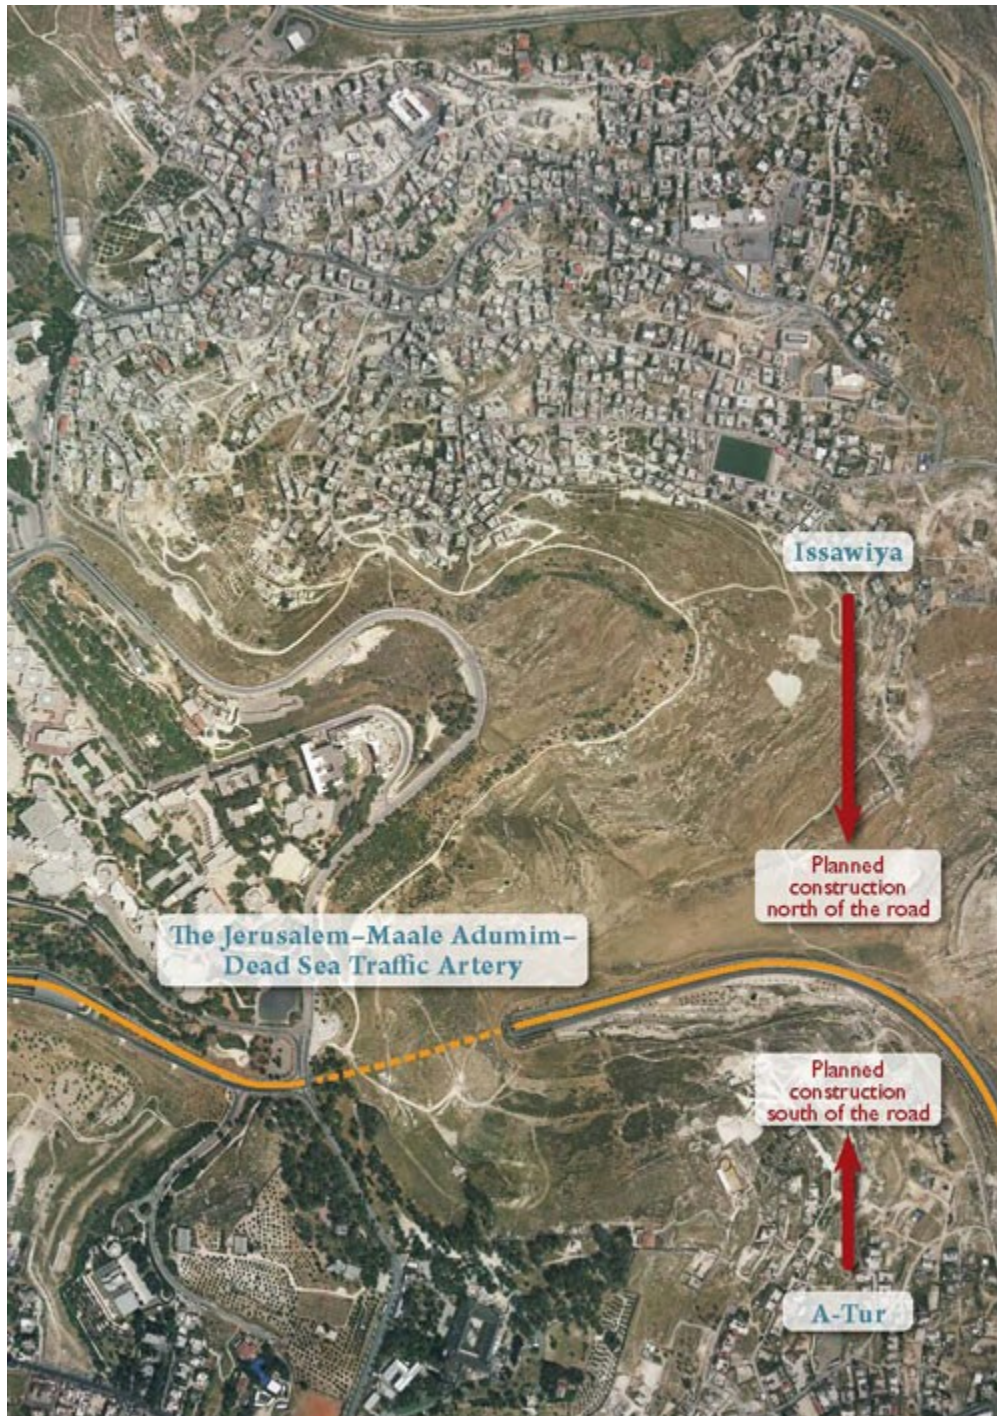 Issawiya
Planned
construction
north of the road
The Jerusalem–Maale Adumim–
Dead Sea Traffic Artery
Planned
construction
south of the road
A-Tur